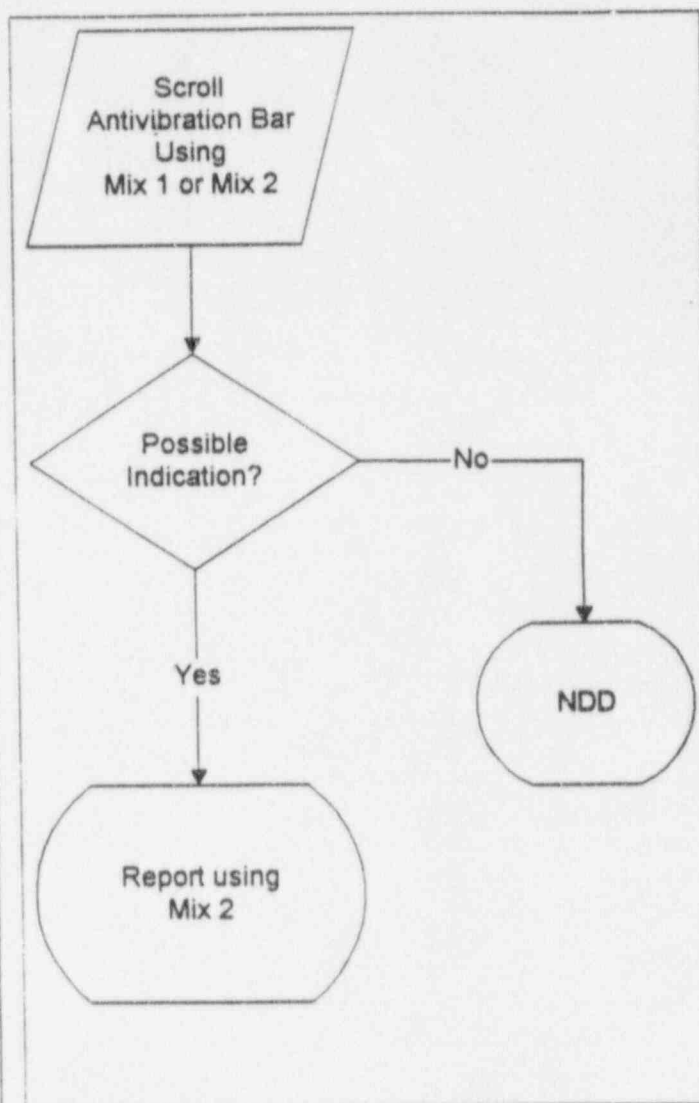 Scroll
Antivibration Bar
Using
Mix 1 or Mix 2
Possible
Indication?
No
Yes
NDD
Report using
Mix 2